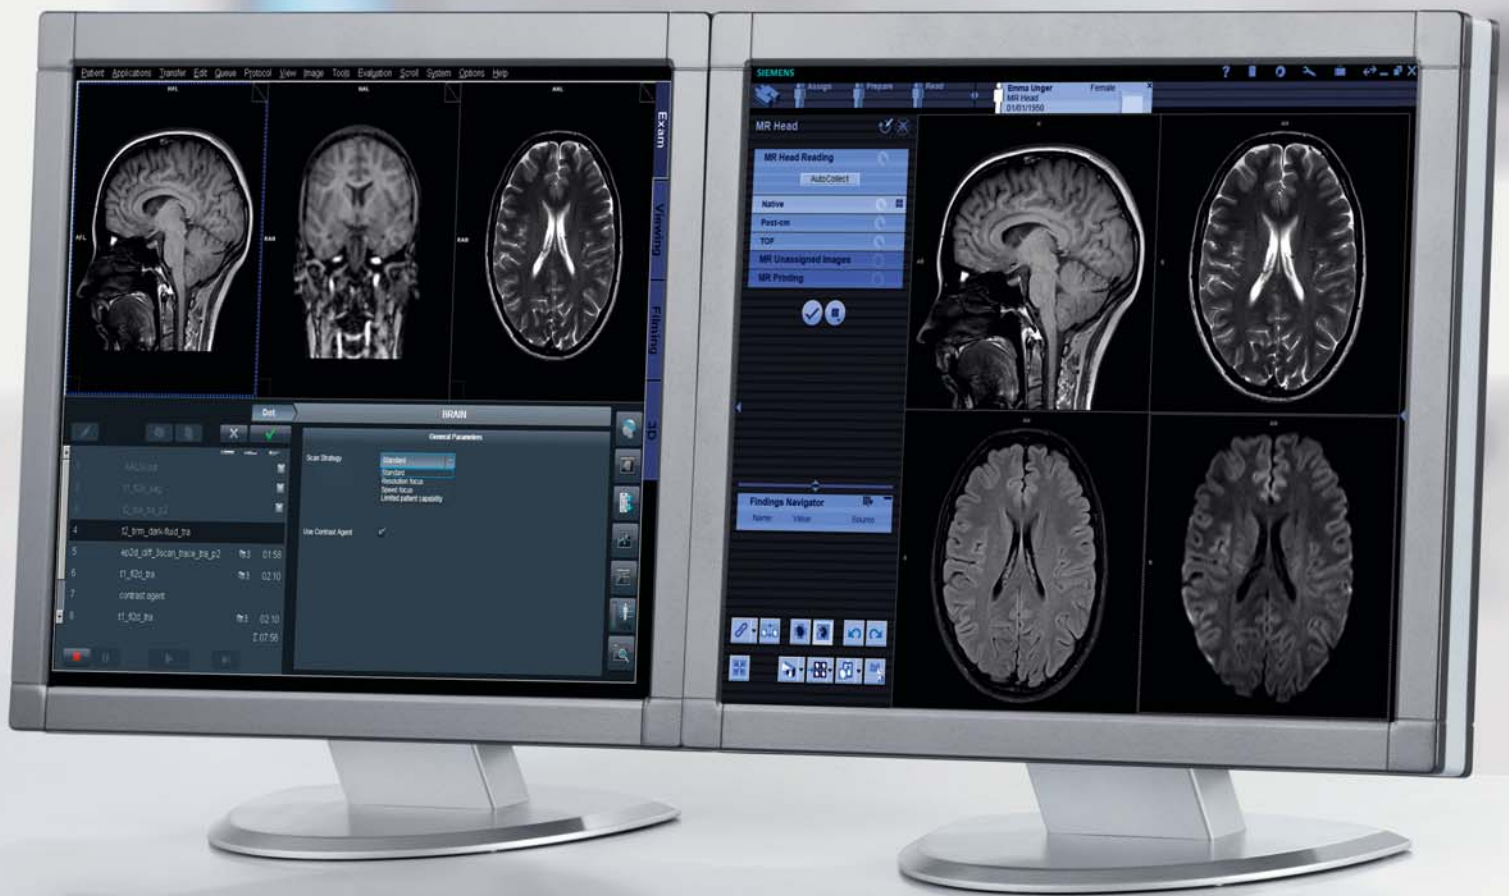 Patient Applications Transfer Edit Queue Protocol View Image Tools Evaluation Scroll System Options Help
Exam
Viewing
Filming
3D
Dot
BRAIN
General Parameters
Scan Strategy
Standard
Standard
Resolution focus
Speed focus
Limited patient capability
Use Contrast Agent
4 t2_tirm_dark-fluid_tra
5 ep2d_diff_3scan_trace_tra_p2 01:58
6 t1_fl2d_tra 02:10
7 contrast agent
8 t1_fl2d_tra 02:10
Σ 07:56
SIEMENS
Assign Prepare Read
Emma Unger Female
MR Head
01/01/1950
MR Head
MR Head Reading
AutoCollect
Native
Post-cm
TOF
MR Unassigned Images
MR Printing
Findings Navigator
Name Value Source